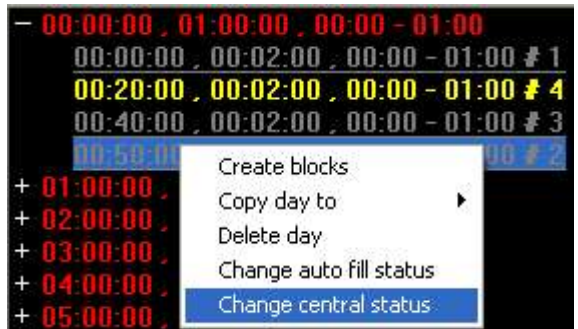 − 00:00:00 , 01:00:00 , 00:00 - 01:00
00:00:00 , 00:02:00 , 00:00 - 01:00 # 1
00:20:00 , 00:02:00 , 00:00 - 01:00 # 4
00:40:00 , 00:02:00 , 00:00 - 01:00 # 3
00:50:00 00 # 2
Create blocks
+ 01:00:00 ,
Copy day to
+ 02:00:00 ,
Delete day
+ 03:00:00 ,
Change auto fill status
+ 04:00:00 ,
Change central status
+ 05:00:00 ,